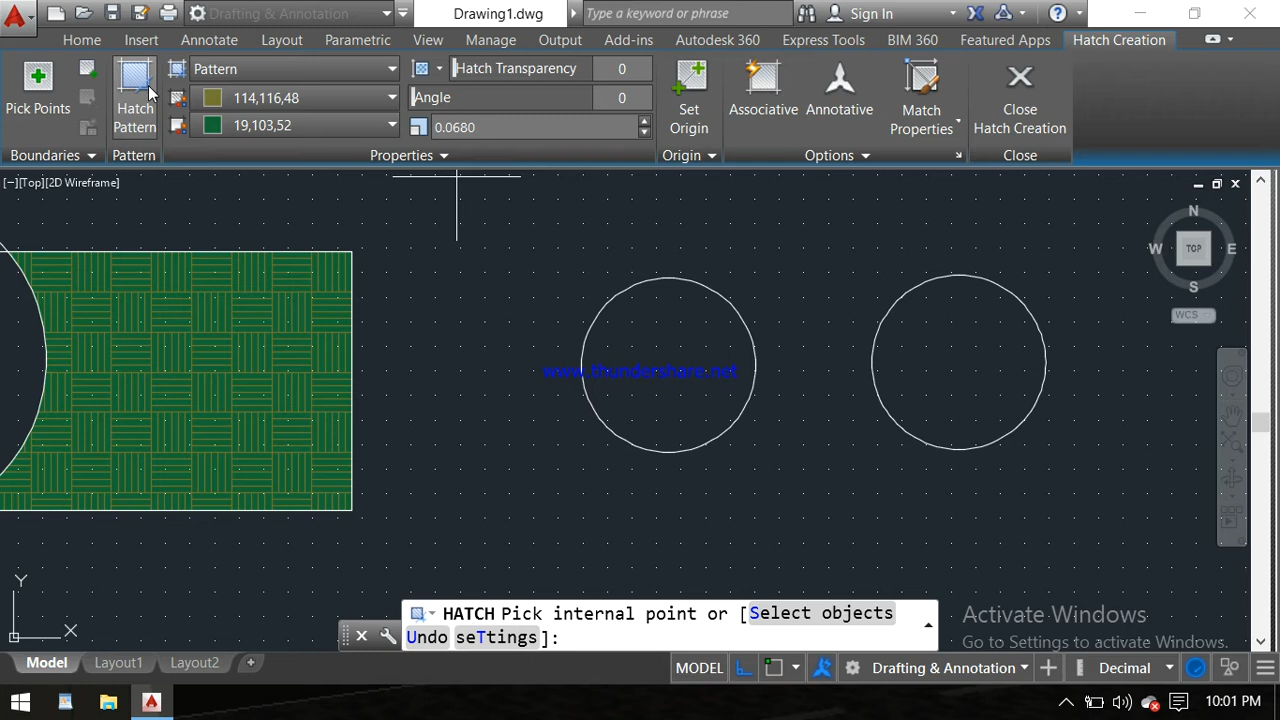 Drafting & Annotation
Drawing1.dwg
Type a keyword or phrase
Sign In
Home
Insert
Annotate
Layout
Parametric
View
Manage
Output
Add-ins
Autodesk 360
Express Tools
BIM 360
Featured Apps
Hatch Creation
Pick Points
Hatch
Pattern
Pattern
114,116,48
19,103,52
Hatch Transparency
0
Angle
0
0.0680
Set
Origin
Associative
Annotative
Match
Properties
Close
Hatch Creation
Boundaries
Pattern
Properties
Origin
Options
Close
[−][Top][2D Wireframe]
N
W
TOP
E
S
WCS
www.thundershare.net
Y
X
HATCH Pick internal point or [Select objects
Undo seTtings]:
Activate Windows
Go to Settings to activate Windows.
Model
Layout1
Layout2
MODEL
Drafting & Annotation
Decimal
10:01 PM